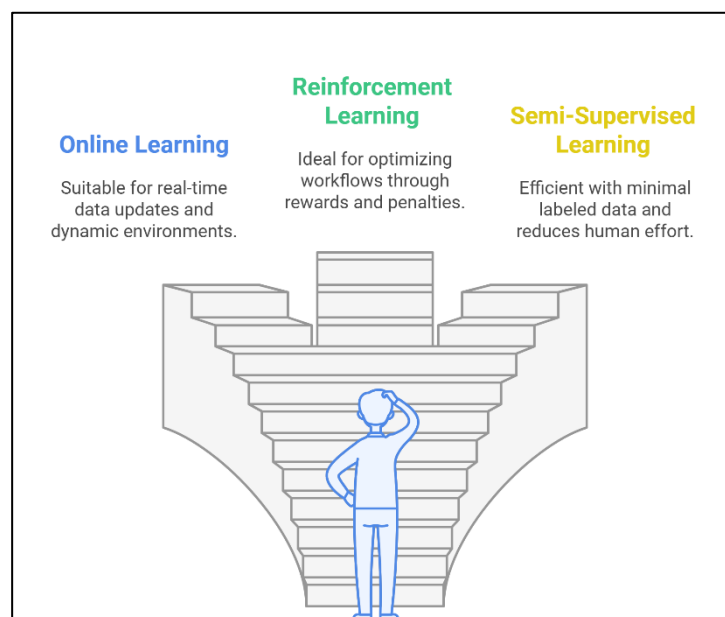 Online Learning
Suitable for real-time
data updates and
dynamic environments.
Reinforcement
Learning
Ideal for optimizing
workflows through
rewards and penalties.
Semi-Supervised
Learning
Efficient with minimal
labeled data and
reduces human effort.